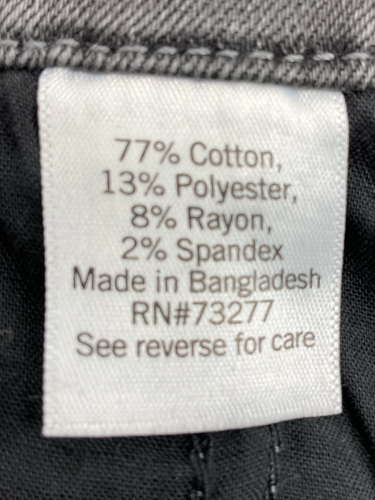 77% Cotton,
13% Polyester,
8% Rayon,
2% Spandex
Made in Bangladesh
RN#73277
See reverse for care